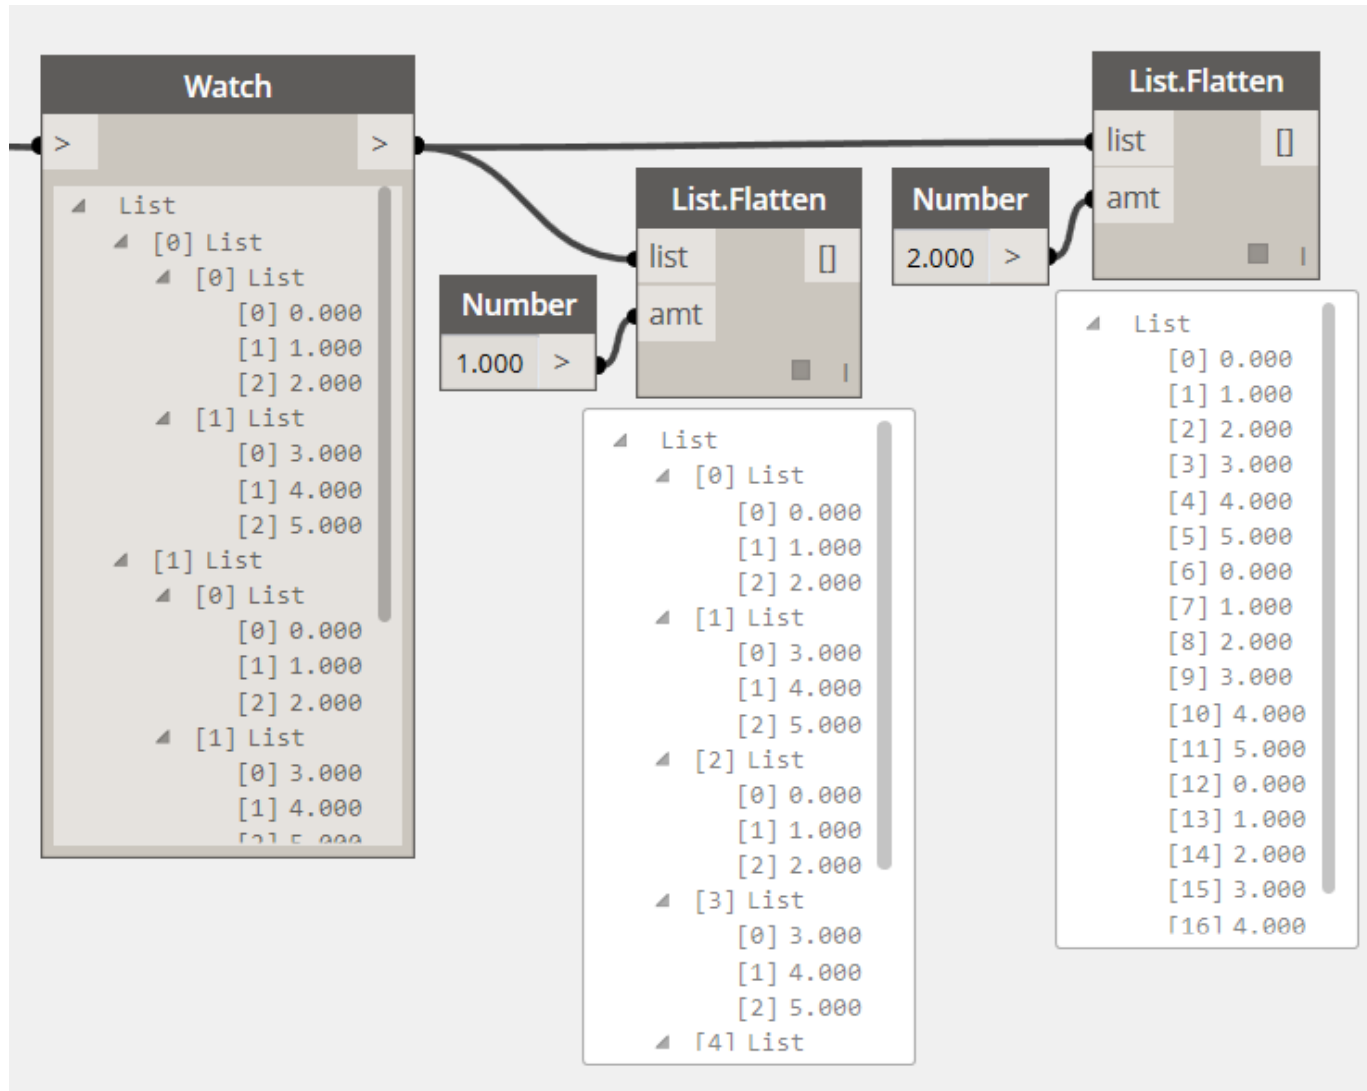 Watch
> >
List
[0] List
[0] List
[0] 0.000
[1] 1.000
[2] 2.000
[1] List
[0] 3.000
[1] 4.000
[2] 5.000
[1] List
[0] List
[0] 0.000
[1] 1.000
[2] 2.000
[1] List
[0] 3.000
[1] 4.000
[2] 5.000
Number
1.000 >
List.Flatten
list []
amt
l
List
[0] List
[0] 0.000
[1] 1.000
[2] 2.000
[1] List
[0] 3.000
[1] 4.000
[2] 5.000
[2] List
[0] 0.000
[1] 1.000
[2] 2.000
[3] List
[0] 3.000
[1] 4.000
[2] 5.000
[4] List
Number
2.000 >
List.Flatten
list []
amt
l
List
[0] 0.000
[1] 1.000
[2] 2.000
[3] 3.000
[4] 4.000
[5] 5.000
[6] 0.000
[7] 1.000
[8] 2.000
[9] 3.000
[10] 4.000
[11] 5.000
[12] 0.000
[13] 1.000
[14] 2.000
[15] 3.000
[16] 4.000